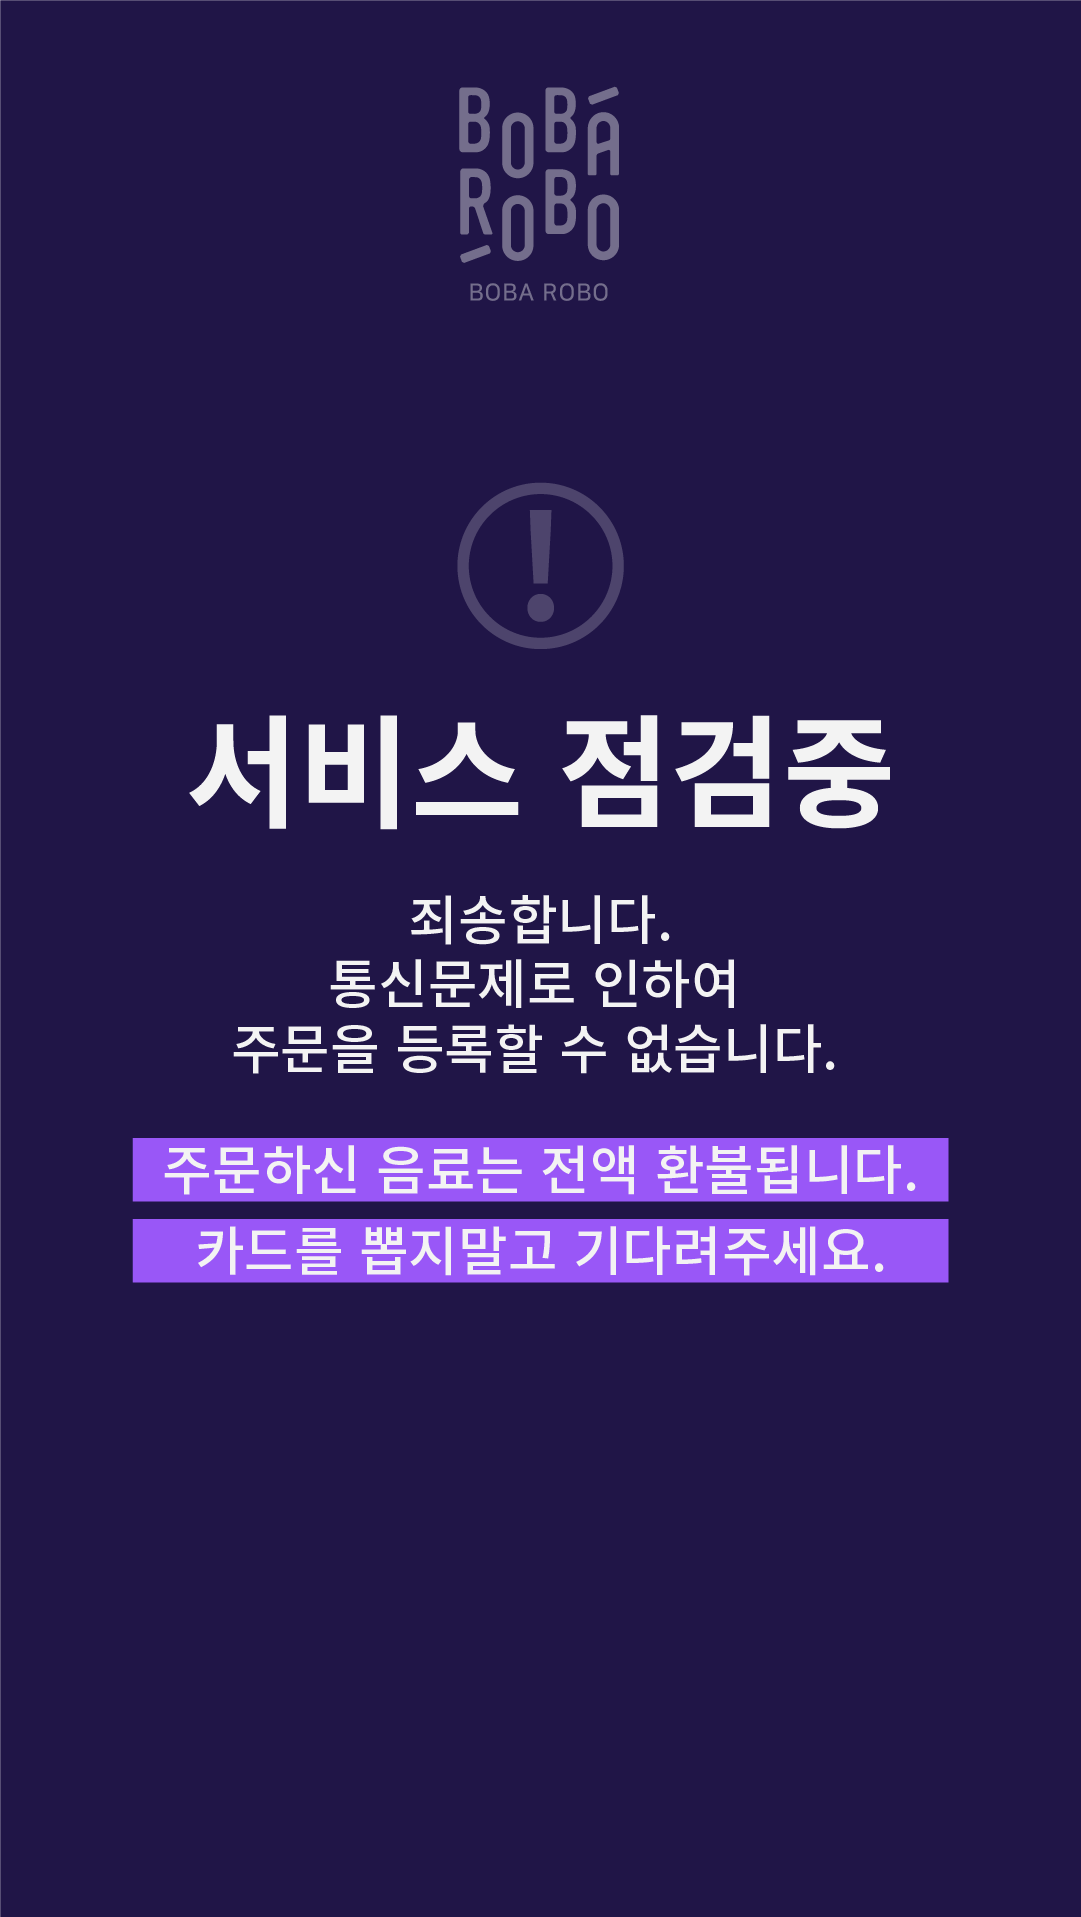 BOBA
ROBO
BOBA ROBO
서비스 점검중
죄송합니다.
통신문제로 인하여
주문을 등록할 수 없습니다.
주문하신 음료는 전액 환불됩니다.
카드를 뽑지말고 기다려주세요.